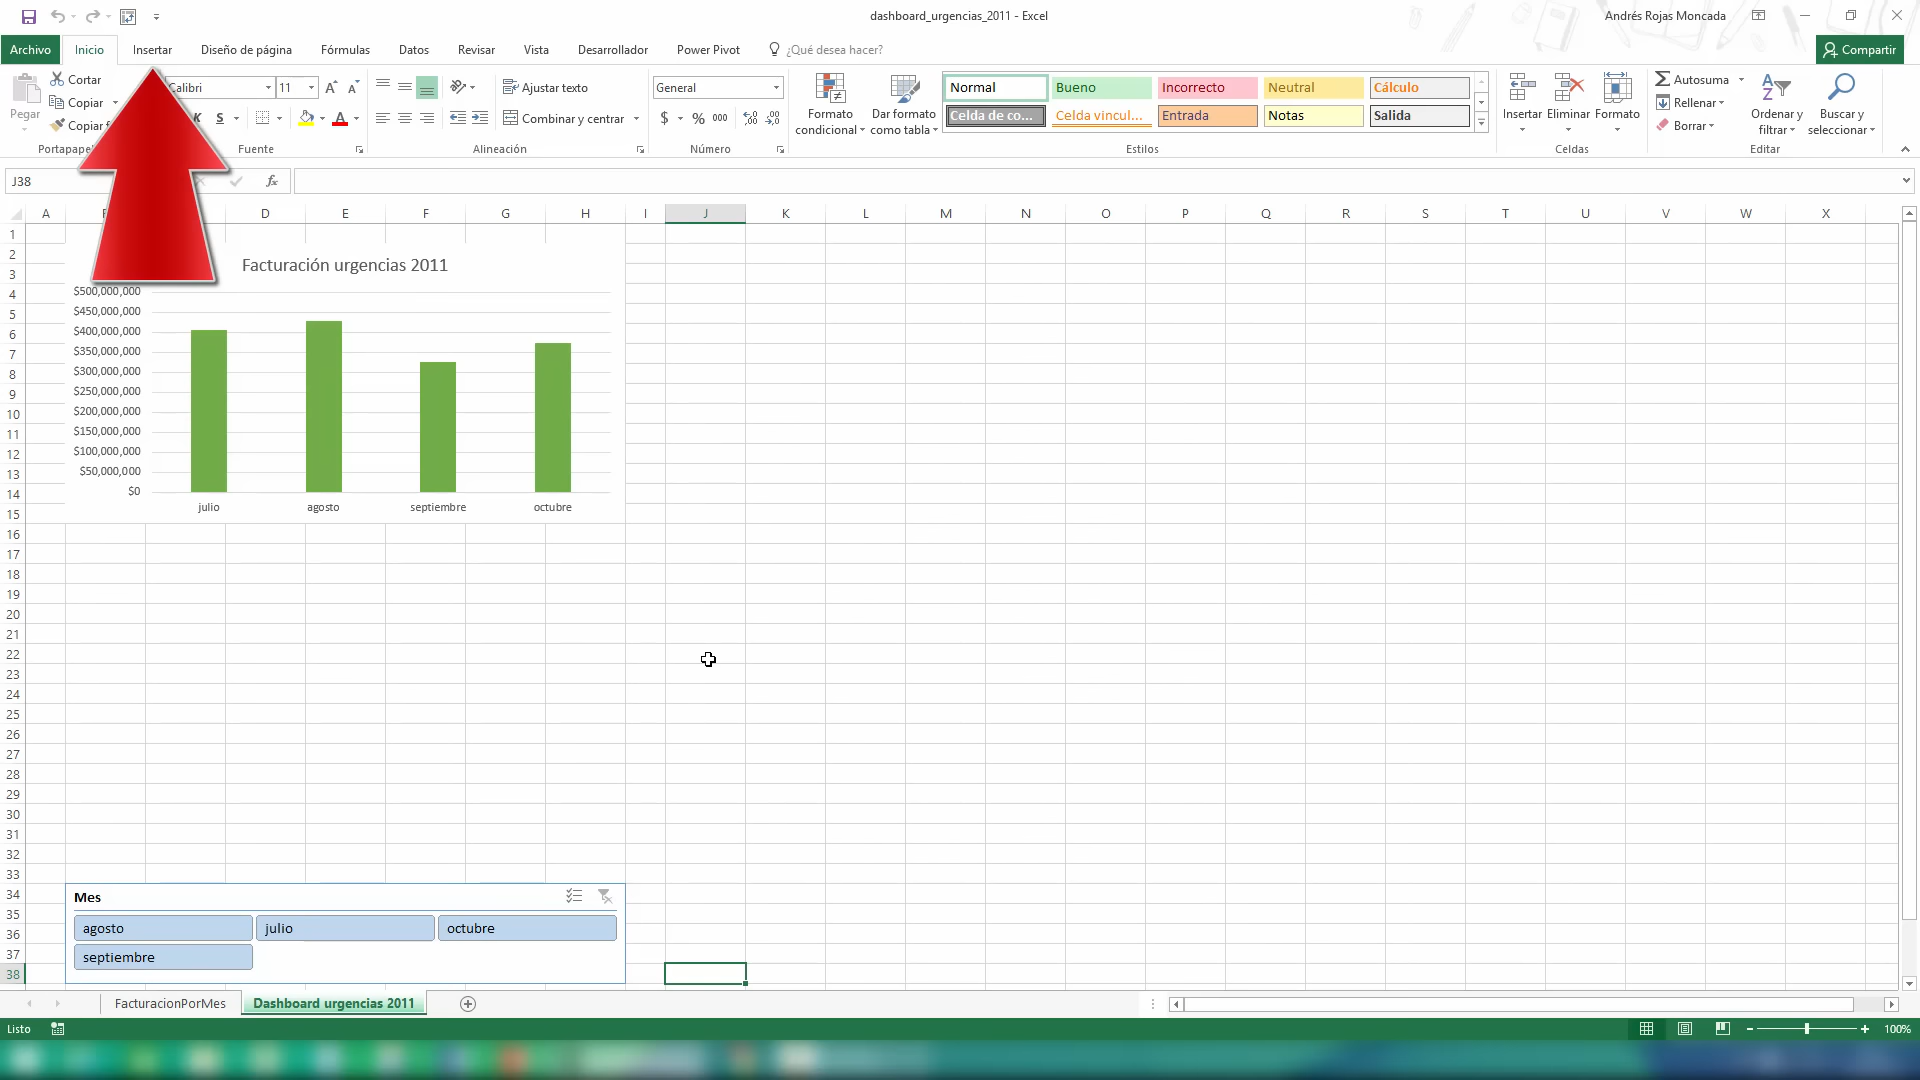 dashboard_urgencias_2011 - Excel
Andrés Rojas Moncada
Archivo Inicio Insertar Diseño de página Fórmulas Datos Revisar Vista Desarrollador Power Pivot ¿Qué desea hacer? Compartir
Pegar
Cortar
Copiar
Copiar
Portapapel
Calibri 11
K S
Fuente
Ajustar texto
Combinar y centrar
Alineación
General
$ % 000
Número
Formato condicional
Dar formato como tabla
Normal Bueno Incorrecto Neutral Cálculo
Celda de co... Celda vincul... Entrada Notas Salida
Estilos
Insertar Eliminar Formato
Celdas
Autosuma
Rellenar
Borrar
Ordenar y filtrar
Buscar y seleccionar
Editar
J38 fx
A D E F G H I J K L M N O P Q R S T U V W X
1
2
3
4
5
6
7
8
9
10
11
12
13
14
15
16
17
18
19
20
21
22
23
24
25
26
27
28
29
30
31
32
33
34
35
36
37
38
Facturación urgencias 2011
$500,000,000
$450,000,000
$400,000,000
$350,000,000
$300,000,000
$250,000,000
$200,000,000
$150,000,000
$100,000,000
$50,000,000
$0
julio agosto septiembre octubre
Mes
agosto julio octubre
septiembre
FacturacionPorMes Dashboard urgencias 2011
Listo
100%